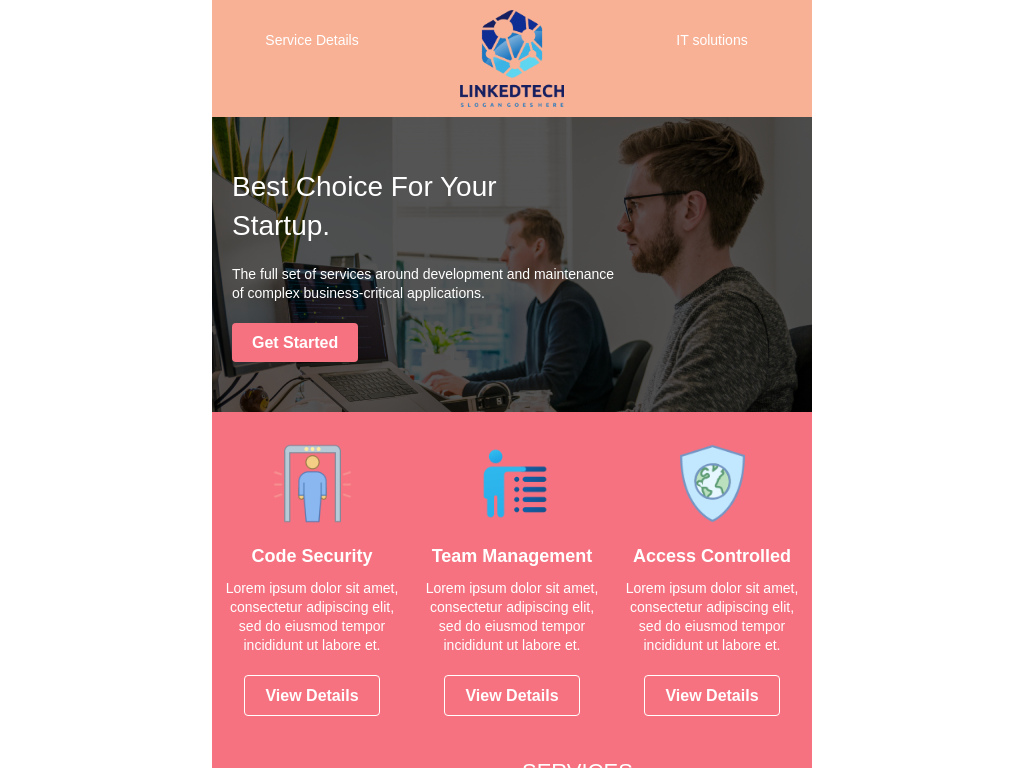 Service Details
IT solutions
LINKEDTECH
SLOGANGOESHERE
Best Choice For Your
Startup.
The full set of services around development and maintenance
of complex business-critical applications.
Get Started
Code Security
Team Management
Access Controlled
Lorem ipsum dolor sit amet,
consectetur adipiscing elit,
sed do eiusmod tempor
incididunt ut labore et.
Lorem ipsum dolor sit amet,
consectetur adipiscing elit,
sed do eiusmod tempor
incididunt ut labore et.
Lorem ipsum dolor sit amet,
consectetur adipiscing elit,
sed do eiusmod tempor
incididunt ut labore et.
View Details
View Details
View Details
SERVICES